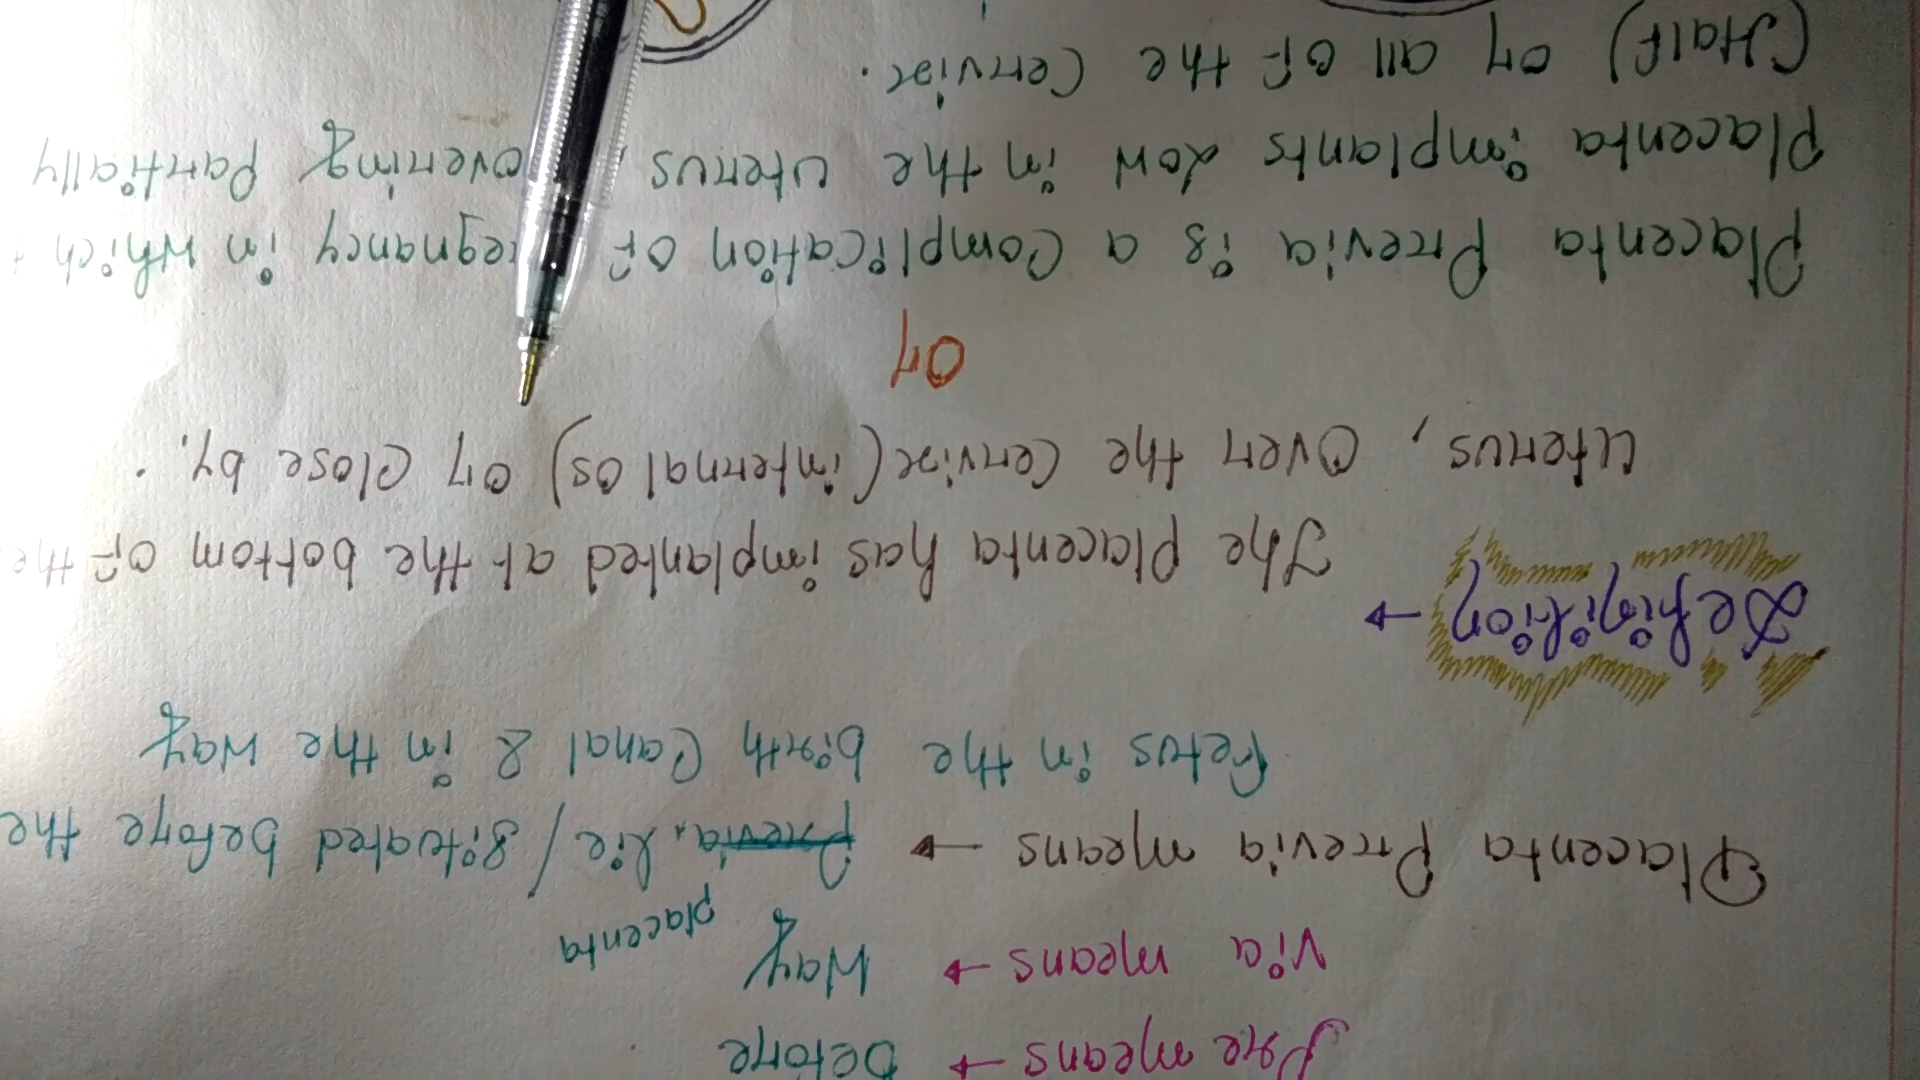 Pre means → Before
Via means → Way
placenta
Placenta Previa means → Previa. lie / situated before the
fetus in the birth Canal & in the way
Definition →
The placenta has implanted at the bottom of the
uterus, Over the Cervix (internal os) or Close by.
or
Placenta Previa is a Complication of egnancy in which
Placenta implants low in the uterus, overing Partially
(Half) or all of the Cervix.